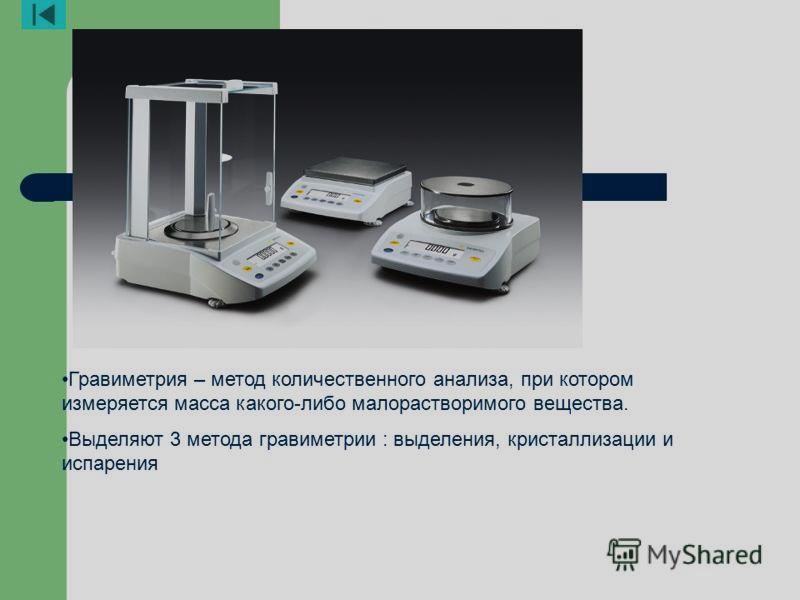 •Гравиметрия – метод количественного анализа, при котором
измеряется масса какого-либо малорастворимого вещества.
•Выделяют 3 метода гравиметрии : выделения, кристаллизации и
испарения
MyShared